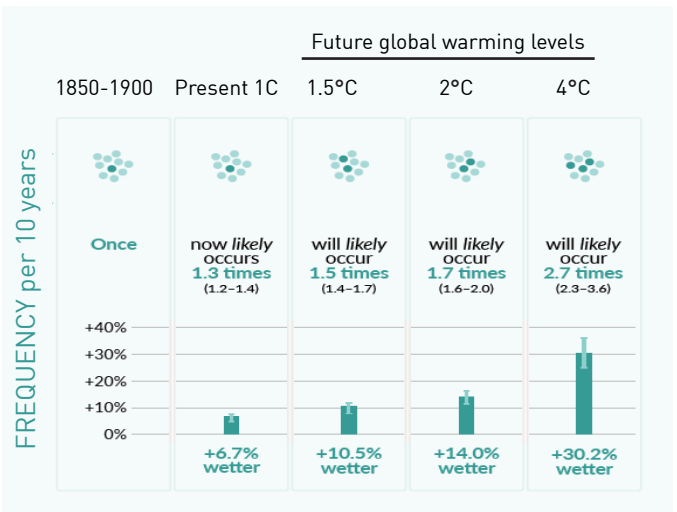 Future global warming levels
1850-1900 Present 1C 1.5°C 2°C 4°C
FREQUENCY per 10 years
Once
now likely
occurs
1.3 times
(1.2–1.4)
will likely
occur
1.5 times
(1.4–1.7)
will likely
occur
1.7 times
(1.6–2.0)
will likely
occur
2.7 times
(2.3–3.6)
+40%
+30%
+20%
+10%
0%
+6.7%
wetter
+10.5%
wetter
+14.0%
wetter
+30.2%
wetter